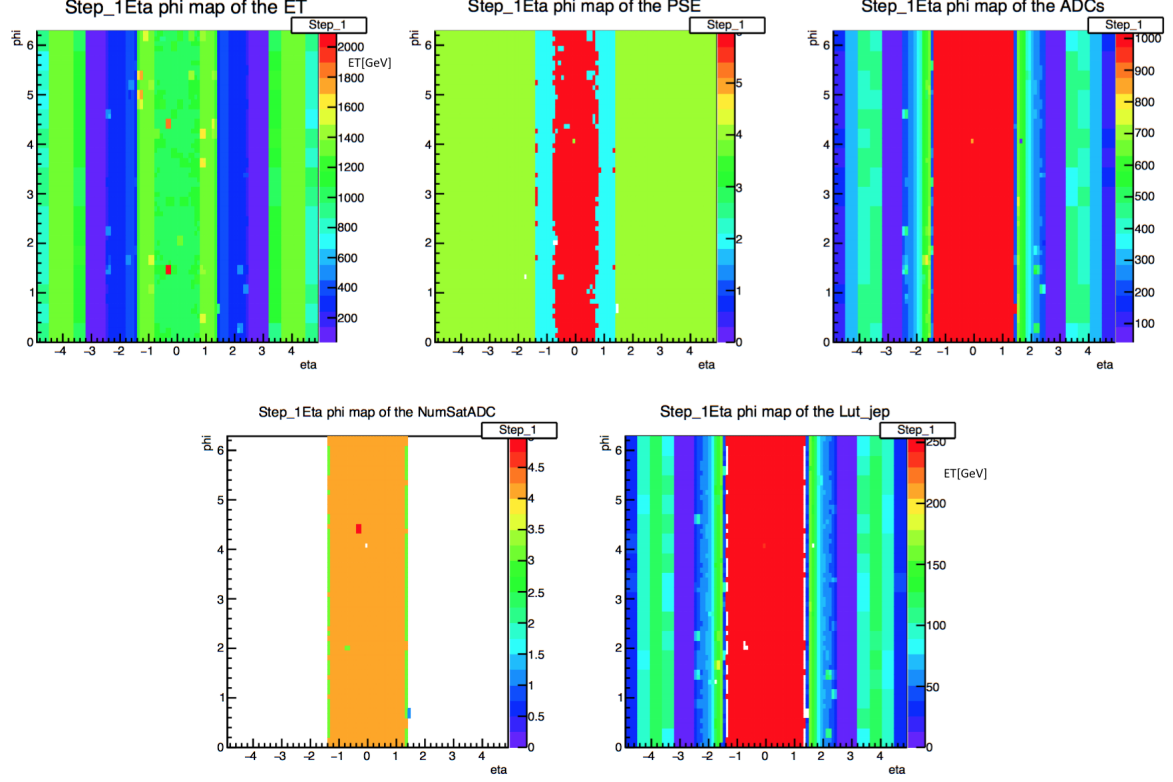 Step_1Eta phi map of the ET
Step_1
phi
6
5
4
3
2
1
0
−4 −3 −2 −1 0 1 2 3 4
eta
2000
1800
1600
1400
1200
1000
800
600
400
200
ET[GeV]
Step_1Eta phi map of the PSE
Step_1
phi
6
5
4
3
2
1
0
−4 −3 −2 −1 0 1 2 3 4
eta
5
4
3
2
1
0
Step_1Eta phi map of the ADCs
Step_1
phi
6
5
4
3
2
1
0
−4 −3 −2 −1 0 1 2 3 4
eta
1000
900
800
700
600
500
400
300
200
100
Step_1Eta phi map of the NumSatADC
Step_1
phi
6
5
4
3
2
1
0
−4 −3 −2 −1 0 1 2 3 4
eta
4.5
4
3.5
3
2.5
2
1.5
1
0.5
0
Step_1Eta phi map of the Lut_jep
Step_1
phi
6
5
4
3
2
1
0
−4 −3 −2 −1 0 1 2 3 4
eta
250
200
150
100
50
0
ET[GeV]